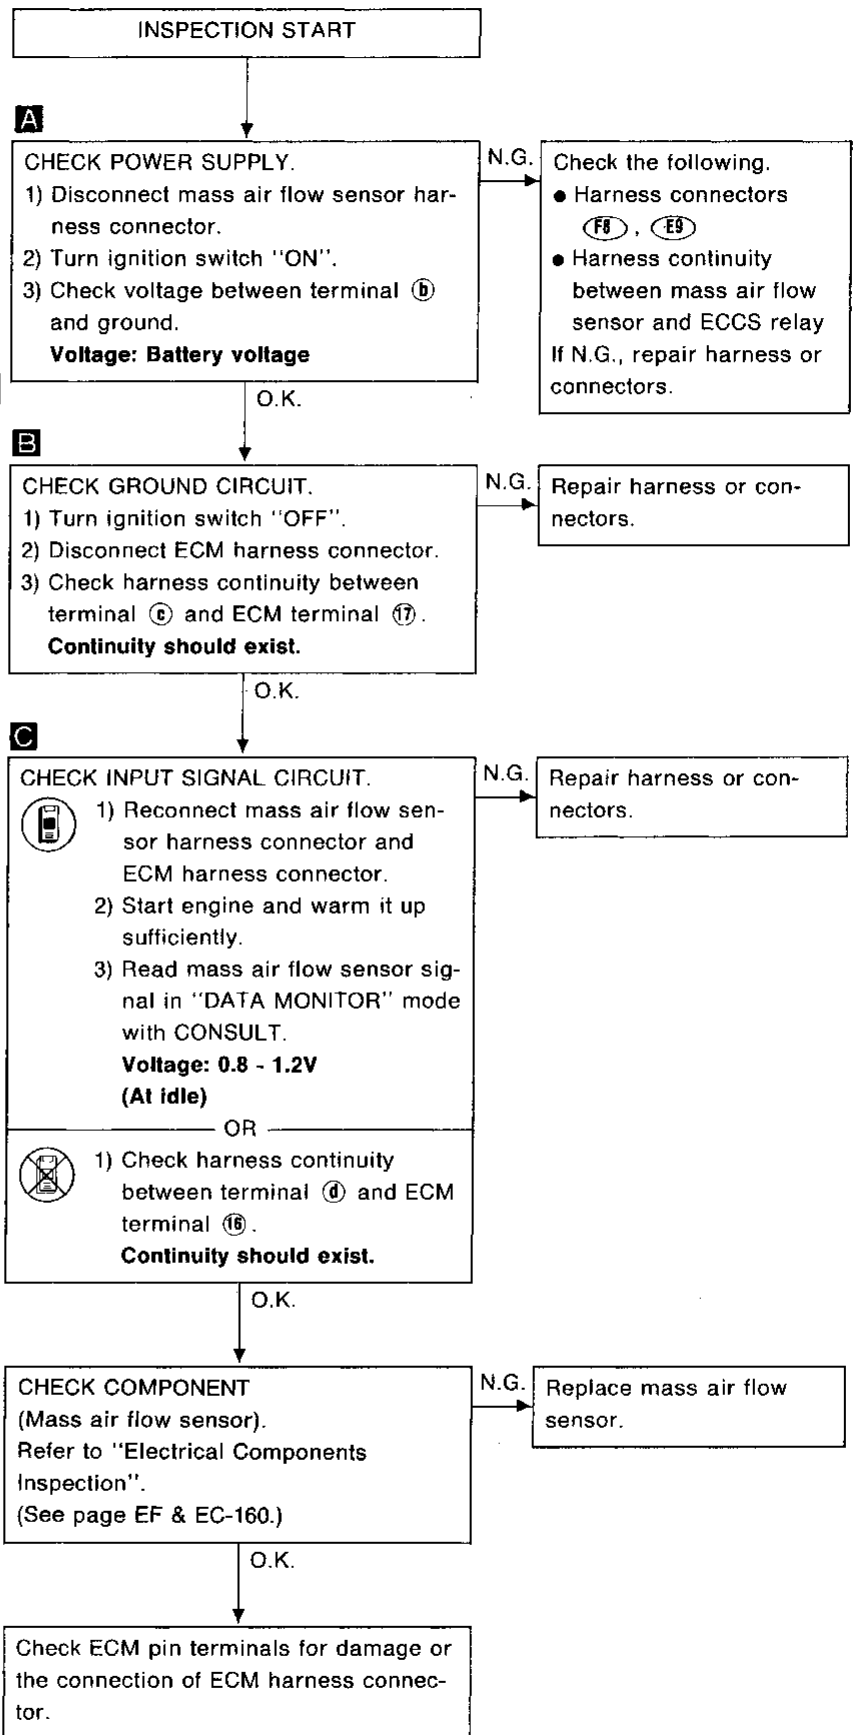 INSPECTION START
A
CHECK POWER SUPPLY.
1) Disconnect mass air flow sensor har-
ness connector.
2) Turn ignition switch "ON".
3) Check voltage between terminal ⓑ
and ground.
Voltage: Battery voltage
N.G.
Check the following.
● Harness connectors
F8 , E9
● Harness continuity
between mass air flow
sensor and ECCS relay
If N.G., repair harness or
connectors.
O.K.
B
CHECK GROUND CIRCUIT.
1) Turn ignition switch "OFF".
2) Disconnect ECM harness connector.
3) Check harness continuity between
terminal ⓒ and ECM terminal ⑰.
Continuity should exist.
N.G.
Repair harness or con-
nectors.
O.K.
C
CHECK INPUT SIGNAL CIRCUIT.
1) Reconnect mass air flow sen-
sor harness connector and
ECM harness connector.
2) Start engine and warm it up
sufficiently.
3) Read mass air flow sensor sig-
nal in "DATA MONITOR" mode
with CONSULT.
Voltage: 0.8 - 1.2V
(At idle)
OR
1) Check harness continuity
between terminal ⓓ and ECM
terminal ⑯.
Continuity should exist.
N.G.
Repair harness or con-
nectors.
O.K.
CHECK COMPONENT
(Mass air flow sensor).
Refer to "Electrical Components
Inspection".
(See page EF & EC-160.)
N.G.
Replace mass air flow
sensor.
O.K.
Check ECM pin terminals for damage or
the connection of ECM harness connec-
tor.